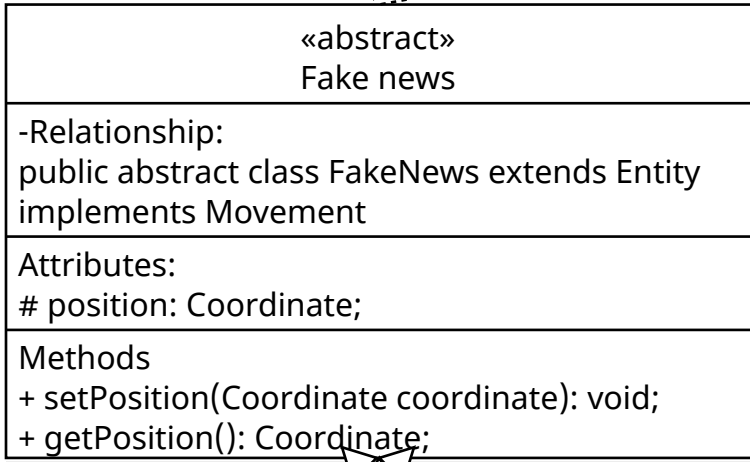 «abstract»
Fake news
-Relationship:
public abstract class FakeNews extends Entity
implements Movement
Attributes:
# position: Coordinate;
Methods
+ setPosition(Coordinate coordinate): void;
+ getPosition(): Coordinate;